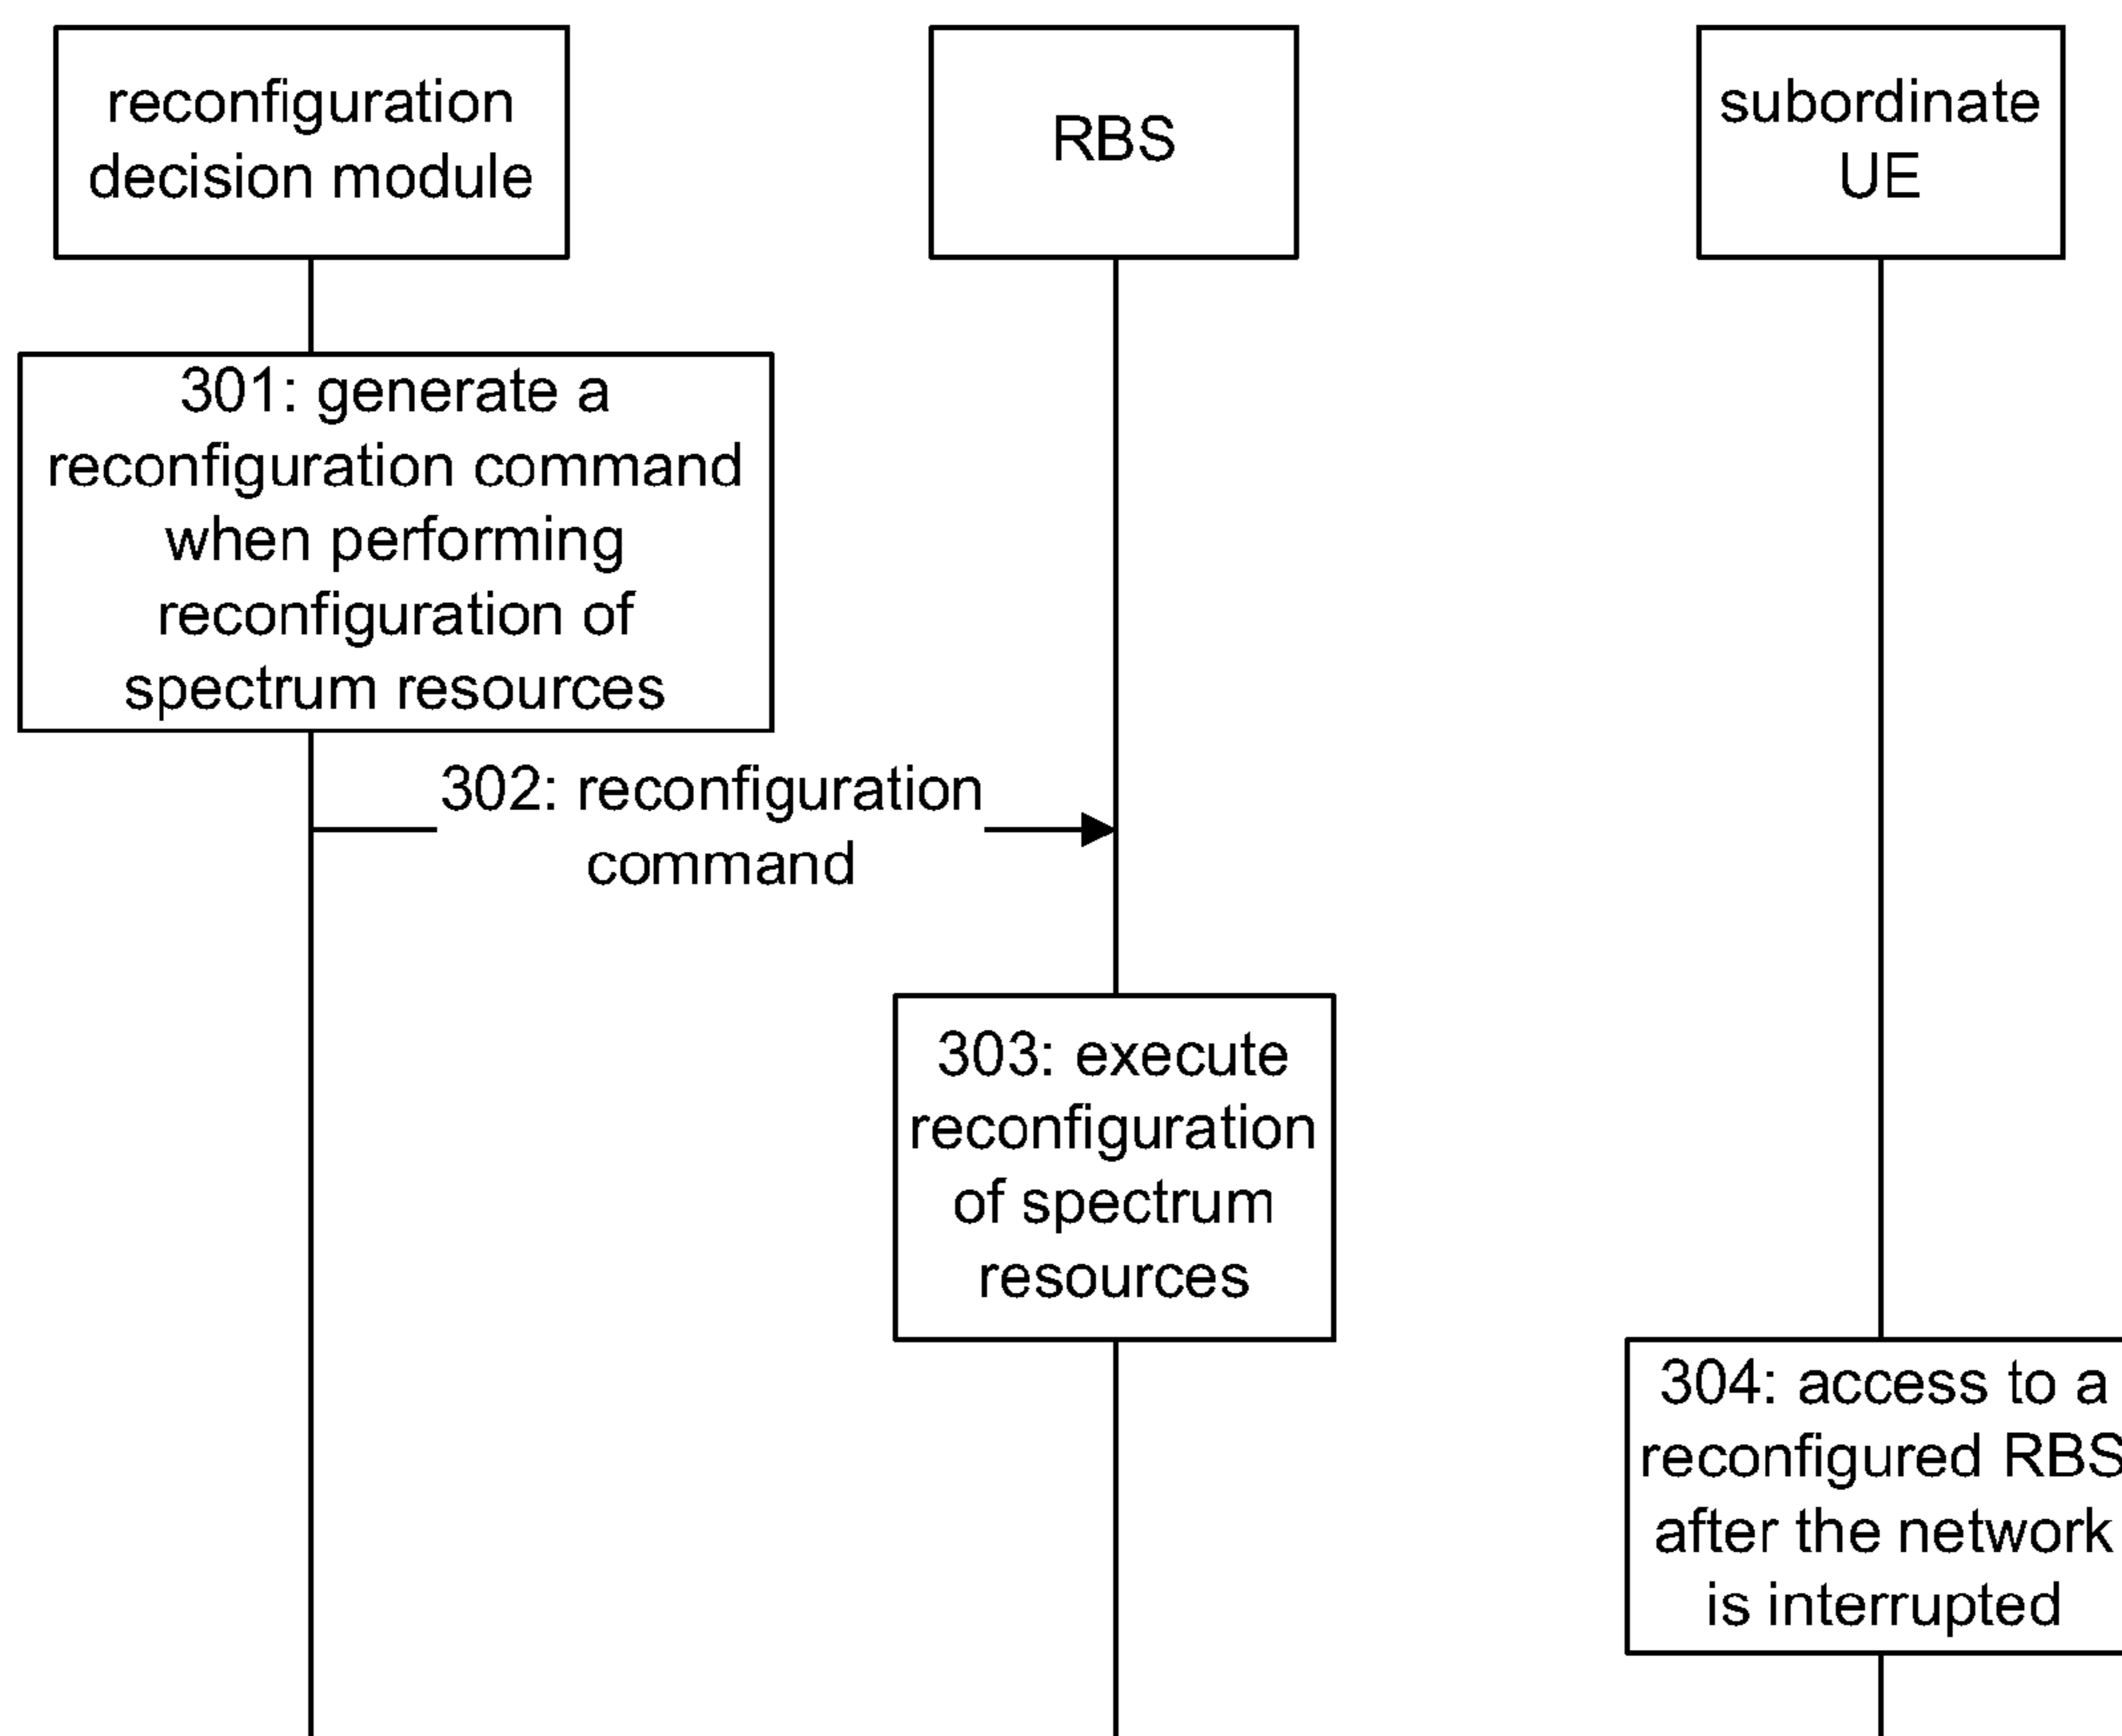 reconfiguration
decision module
RBS
subordinate
UE
301: generate a
reconfiguration command
when performing
reconfiguration of
spectrum resources
302: reconfiguration
command
303: execute
reconfiguration
of spectrum
resources
304: access to a
reconfigured RBS
after the network
is interrupted